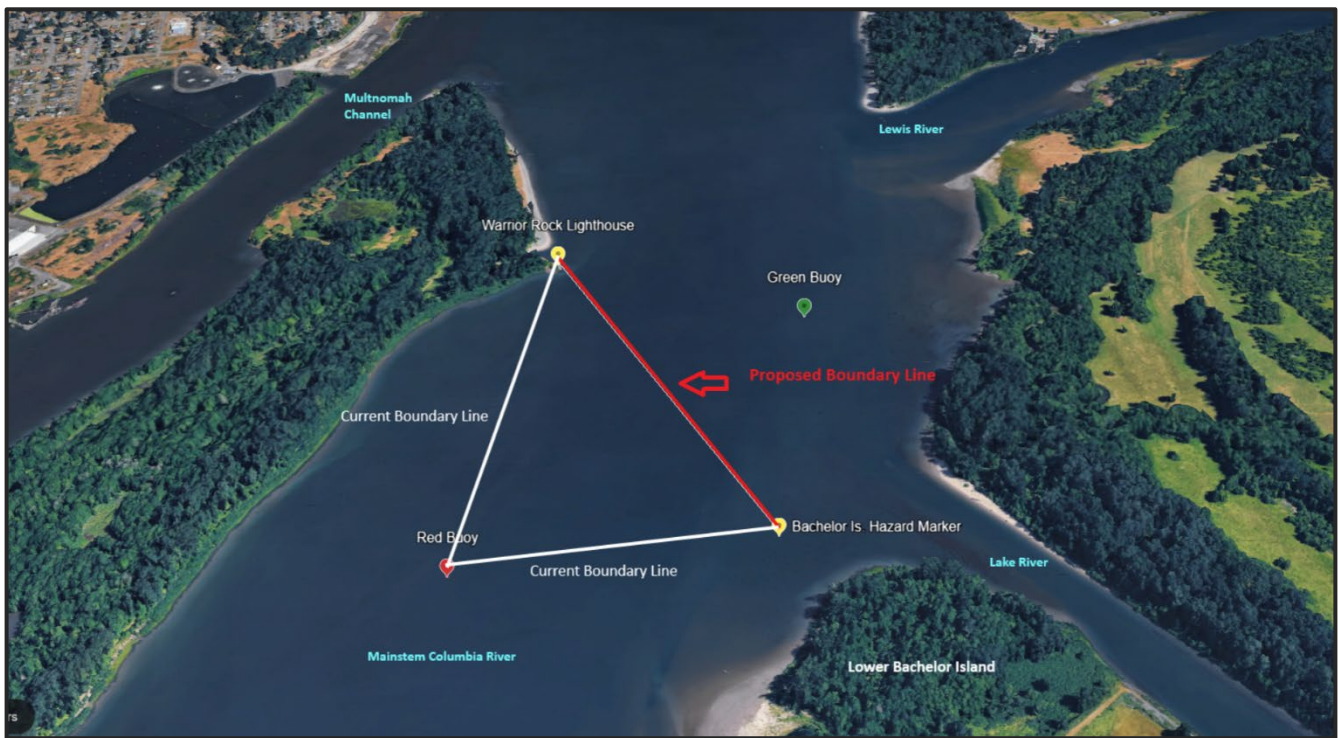 Multnomah
Channel
Lewis River
Warrior Rock Lighthouse
Green Buoy
Proposed Boundary Line
Current Boundary Line
Bachelor Is Hazard Marker
Red Buoy
Current Boundary Line
Lake River
Mainstem Columbia River
Lower Bachelor Island
rs